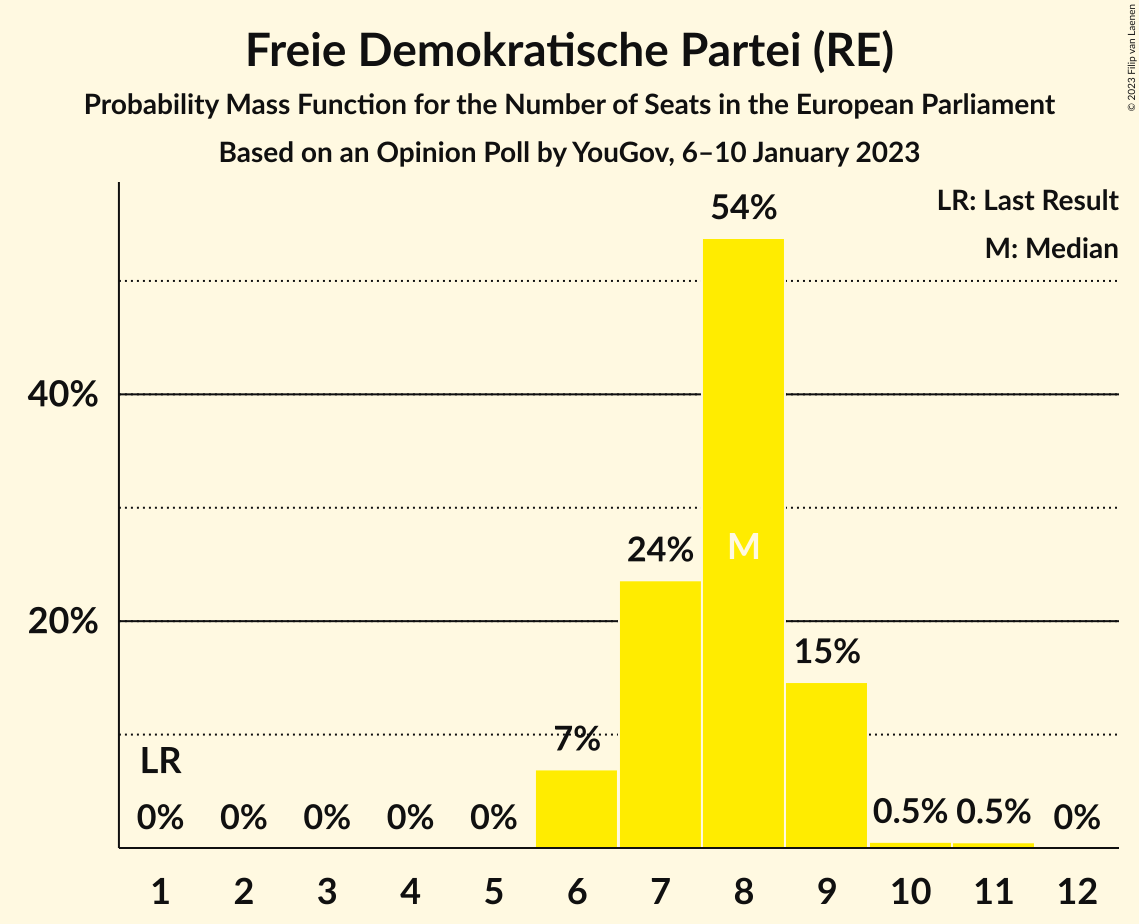 Freie Demokratische Partei (RE)
Probability Mass Function for the Number of Seats in the European Parliament
Based on an Opinion Poll by YouGov, 6–10 January 2023
© 2023 Filip van Laenen
LR: Last Result
M: Median
54%
40%
24%
M
20%
15%
7%
LR
0% 0% 0% 0% 0% 0.5% 0.5% 0%
1 2 3 4 5 6 7 8 9 10 11 12